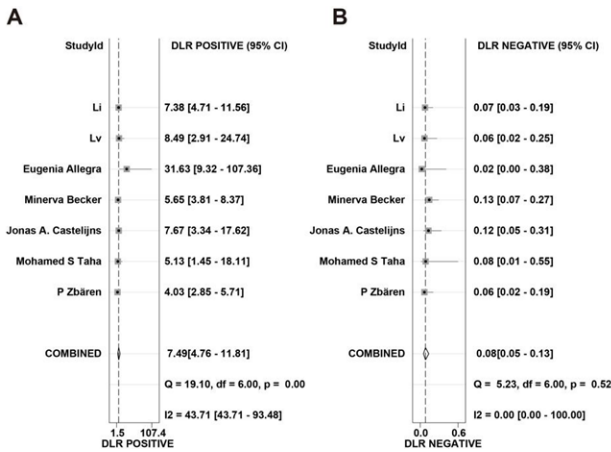 A
StudyId DLR POSITIVE (95% CI)
Li 7.38 [4.71 - 11.56]
Lv 8.49 [2.91 - 24.74]
Eugenia Allegra 31.63 [9.32 - 107.36]
Minerva Becker 5.65 [3.81 - 8.37]
Jonas A. Castelijns 7.67 [3.34 - 17.62]
Mohamed S Taha 5.13 [1.45 - 18.11]
P Zbären 4.03 [2.85 - 5.71]
COMBINED 7.49[4.76 - 11.81]
Q = 19.10, df = 6.00, p = 0.00
I2 = 43.71 [43.71 - 93.48]
1.5 107.4
DLR POSITIVE
B
StudyId DLR NEGATIVE (95% CI)
Li 0.07 [0.03 - 0.19]
Lv 0.06 [0.02 - 0.25]
Eugenia Allegra 0.02 [0.00 - 0.38]
Minerva Becker 0.13 [0.07 - 0.27]
Jonas A. Castelijns 0.12 [0.05 - 0.31]
Mohamed S Taha 0.08 [0.01 - 0.55]
P Zbären 0.06 [0.02 - 0.19]
COMBINED 0.08[0.05 - 0.13]
Q = 5.23, df = 6.00, p = 0.52
I2 = 0.00 [0.00 - 100.00]
0.0 0.6
DLR NEGATIVE